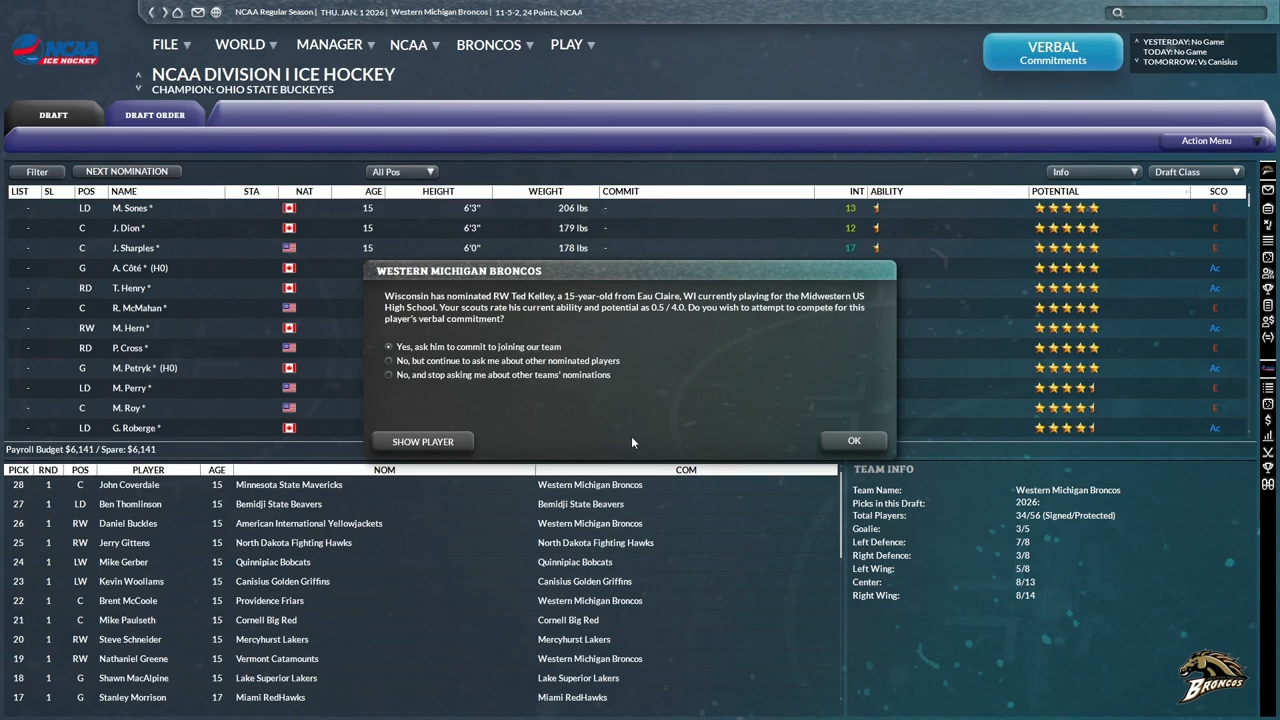 NCAA Regular Season | THU. JAN. 1 2026 | Western Michigan Broncos | 11-5-2, 24 Points, NCAA
NCAA
ICE HOCKEY
FILE WORLD MANAGER NCAA BRONCOS PLAY
VERBAL
Commitments
YESTERDAY: No Game
TODAY: No Game
TOMORROW: Vs Canisius
NCAA DIVISION I ICE HOCKEY
CHAMPION: OHIO STATE BUCKEYES
DRAFT DRAFT ORDER
Action Menu
Filter NEXT NOMINATION All Pos Info Draft Class
LIST SL POS NAME STA NAT AGE HEIGHT WEIGHT COMMIT INT ABILITY POTENTIAL SCO
- LD M. Sones * 15 6'3" 206 lbs - 13 E
- C J. Dion * 15 6'3" 179 lbs - 12 E
- C J. Sharples * 15 6'0" 178 lbs - 17 E
- G A. Côté * (H0) Ac
- RD T. Henry * Ac
- C R. McMahan * E
- RW M. Hern * Ac
- RD P. Cross * E
- G M. Petryk * (H0) Ac
- LD M. Perry * E
- C M. Roy * E
- LD G. Roberge * Ac
WESTERN MICHIGAN BRONCOS
Wisconsin has nominated RW Ted Kelley, a 15-year-old from Eau Claire, WI currently playing for the Midwestern US
High School. Your scouts rate his current ability and potential as 0.5 / 4.0. Do you wish to attempt to compete for this
player's verbal commitment?
Yes, ask him to commit to joining our team
No, but continue to ask me about other nominated players
No, and stop asking me about other teams' nominations
SHOW PLAYER OK
Payroll Budget $6,141 / Spare: $6,141
PICK RND POS PLAYER AGE NOM COM
28 1 C John Coverdale 15 Minnesota State Mavericks Western Michigan Broncos
27 1 LD Ben Thomlinson 15 Bemidji State Beavers Bemidji State Beavers
26 1 RW Daniel Buckles 15 American International Yellowjackets Western Michigan Broncos
25 1 RW Jerry Gittens 15 North Dakota Fighting Hawks North Dakota Fighting Hawks
24 1 LW Mike Gerber 15 Quinnipiac Bobcats Quinnipiac Bobcats
23 1 LW Kevin Woollams 15 Canisius Golden Griffins Canisius Golden Griffins
22 1 C Brent McCoole 15 Providence Friars Western Michigan Broncos
21 1 C Mike Paulseth 15 Cornell Big Red Cornell Big Red
20 1 RW Steve Schneider 15 Mercyhurst Lakers Mercyhurst Lakers
19 1 RW Nathaniel Greene 15 Vermont Catamounts Western Michigan Broncos
18 1 G Shawn MacAlpine 15 Lake Superior Lakers Lake Superior Lakers
17 1 G Stanley Morrison 17 Miami RedHawks Miami RedHawks
TEAM INFO
Team Name: Western Michigan Broncos
Picks in this Draft: 2026:
Total Players: 34/56 (Signed/Protected)
Goalie: 3/5
Left Defence: 7/8
Right Defence: 3/8
Left Wing: 5/8
Center: 8/13
Right Wing: 8/14
BRONCOS